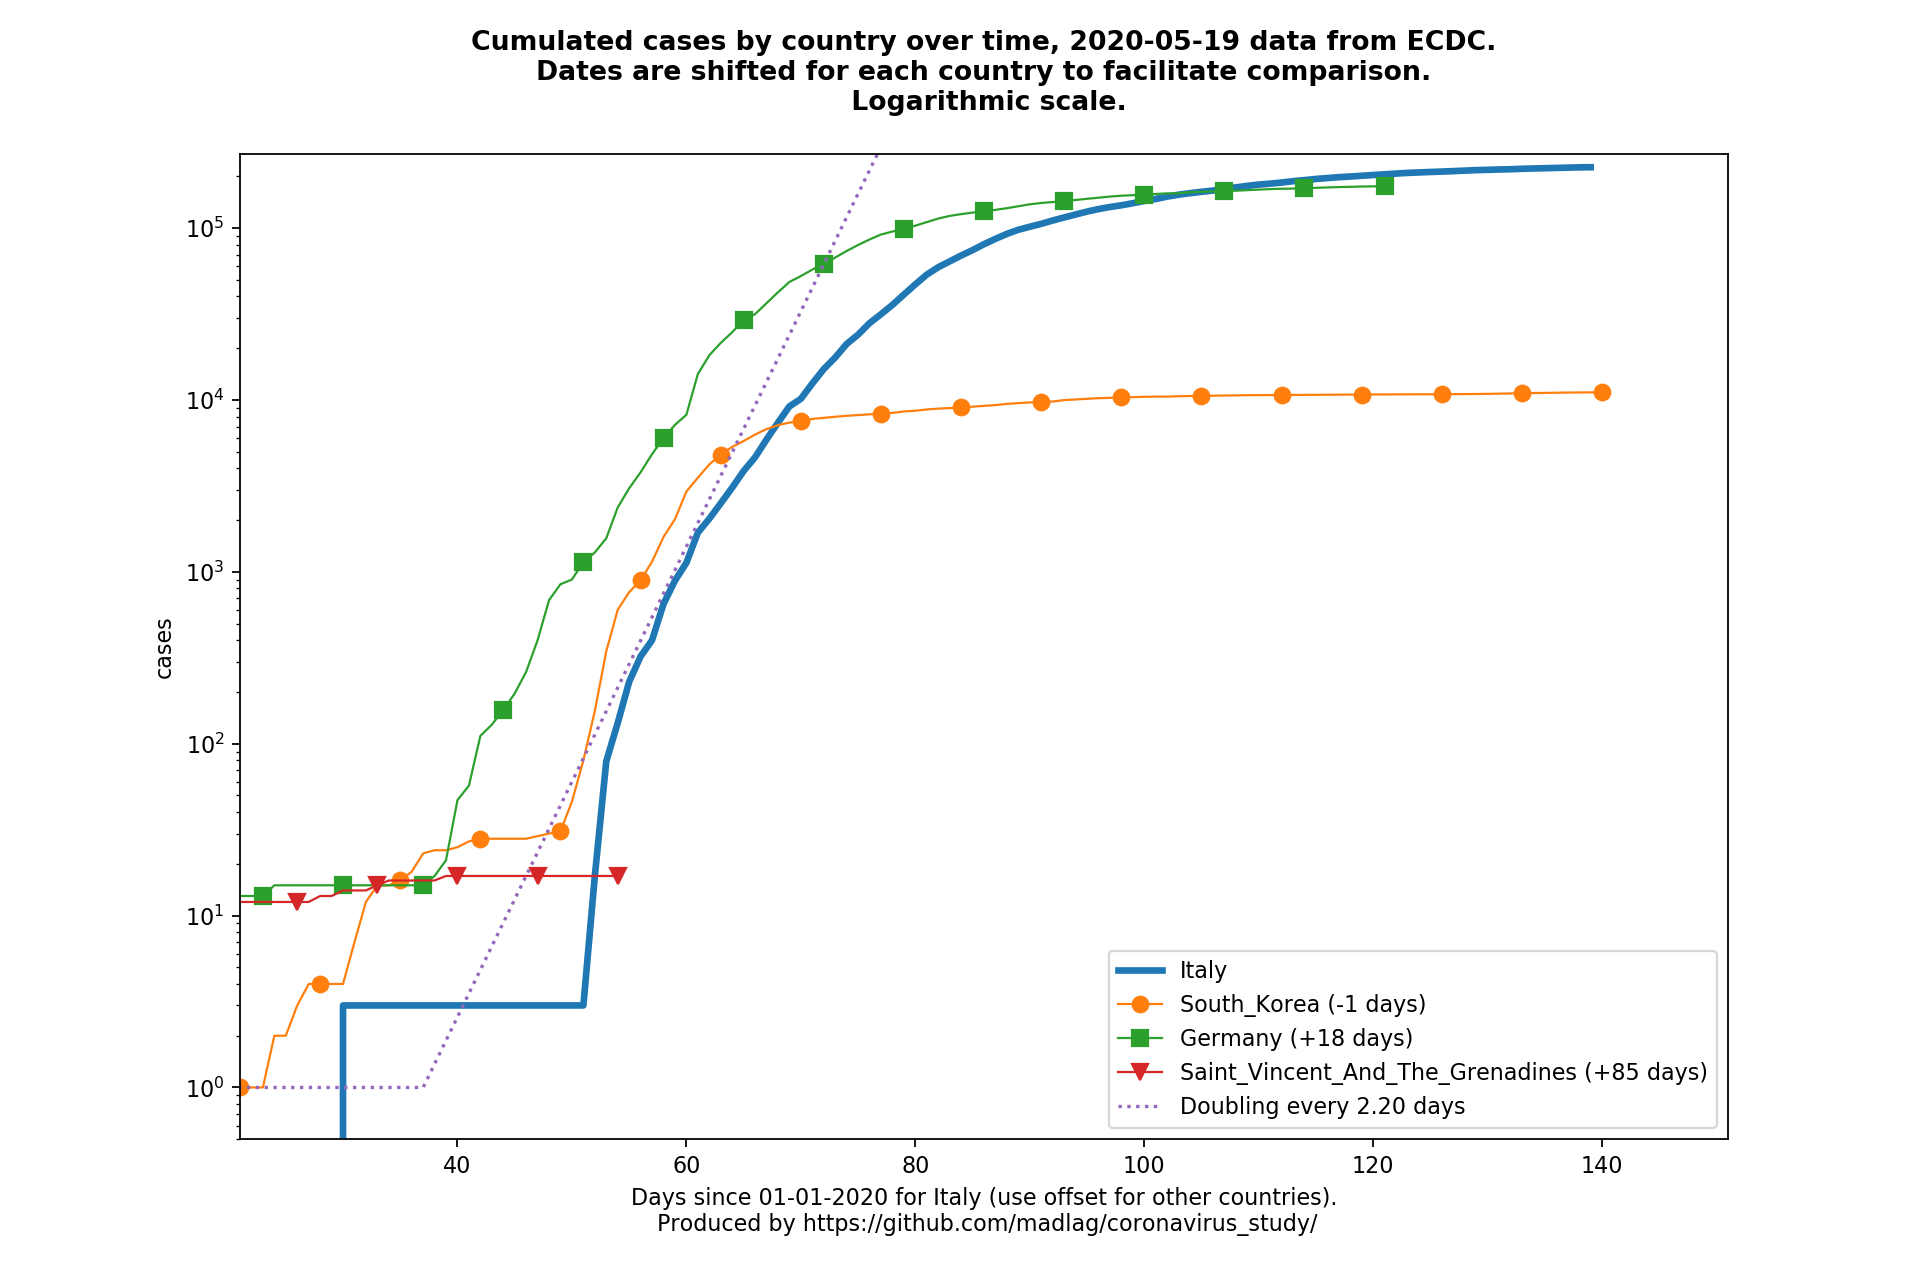 Cumulated cases by country over time, 2020-05-19 data from ECDC.
Dates are shifted for each country to facilitate comparison.
Logarithmic scale.
10^5
10^4
10^3
10^2
10^1
10^0
cases
Italy
South_Korea (-1 days)
Germany (+18 days)
Saint_Vincent_And_The_Grenadines (+85 days)
Doubling every 2.20 days
40 60 80 100 120 140
Days since 01-01-2020 for Italy (use offset for other countries).
Produced by https://github.com/madlag/coronavirus_study/